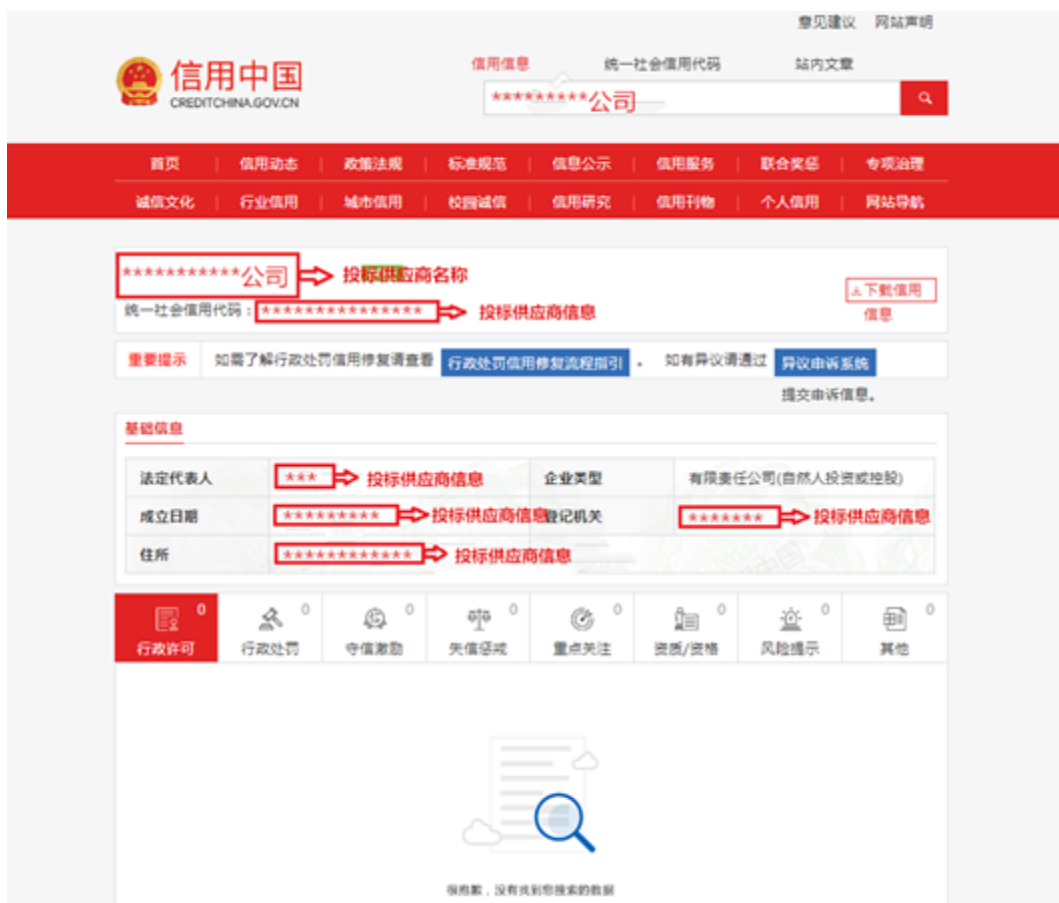 意见建议 网站声明
信用中国
CREDITCHINA.GOV.CN
信用信息 统一社会信用代码 站内文章
*********公司
首页 信用动态 政策法规 标准规范 信息公示 信用服务 联合奖惩 专项治理
诚信文化 行业信用 城市信用 校园诚信 信用研究 信用刊物 个人信用 网站导航
***********公司 投标供应商名称
下载信用信息
统一社会信用代码：*************** 投标供应商信息
重要提示 如需了解行政处罚信用修复请查看 行政处罚信用修复流程指引 。 如有异议请通过 异议申诉系统
提交申诉信息。
基础信息
法定代表人 *** 投标供应商信息 企业类型 有限责任公司(自然人投资或控股)
成立日期 ********* 投标供应商信息 登记机关 ******* 投标供应商信息
住所 ************ 投标供应商信息
0 0 0 0 0 0 0 0
行政许可 行政处罚 守信激励 失信惩戒 重点关注 资质/资格 风险提示 其他
很抱歉，没有找到您搜索的数据